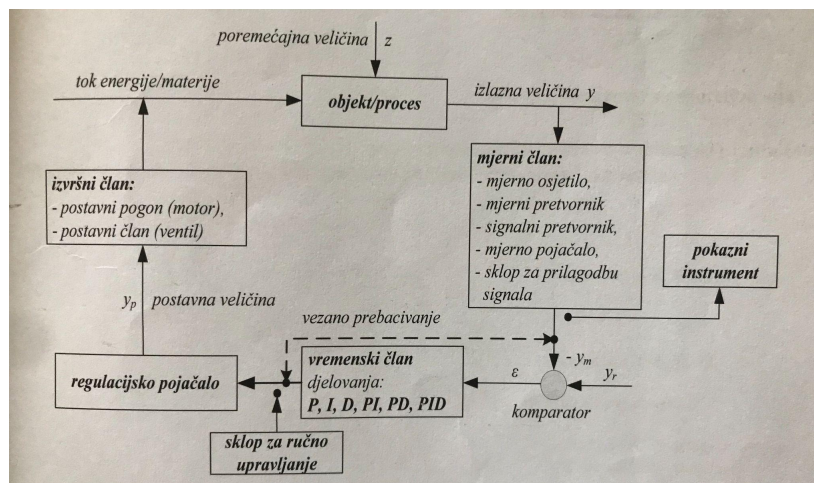 poremećajna veličina z
tok energije/materije
objekt/proces
izlazna veličina y
mjerni član:
- mjerno osjetilo,
- mjerni pretvornik
- signalni pretvornik,
- mjerno pojačalo,
- sklop za prilagodbu
signala
izvršni član:
- postavni pogon (motor),
- postavni član (ventil)
pokazni
instrument
yp postavna veličina
vezano prebacivanje
- ym
regulacijsko pojačalo
vremenski član
djelovanja:
P, I, D, PI, PD, PID
ε
yr
komparator
sklop za ručno
upravljanje